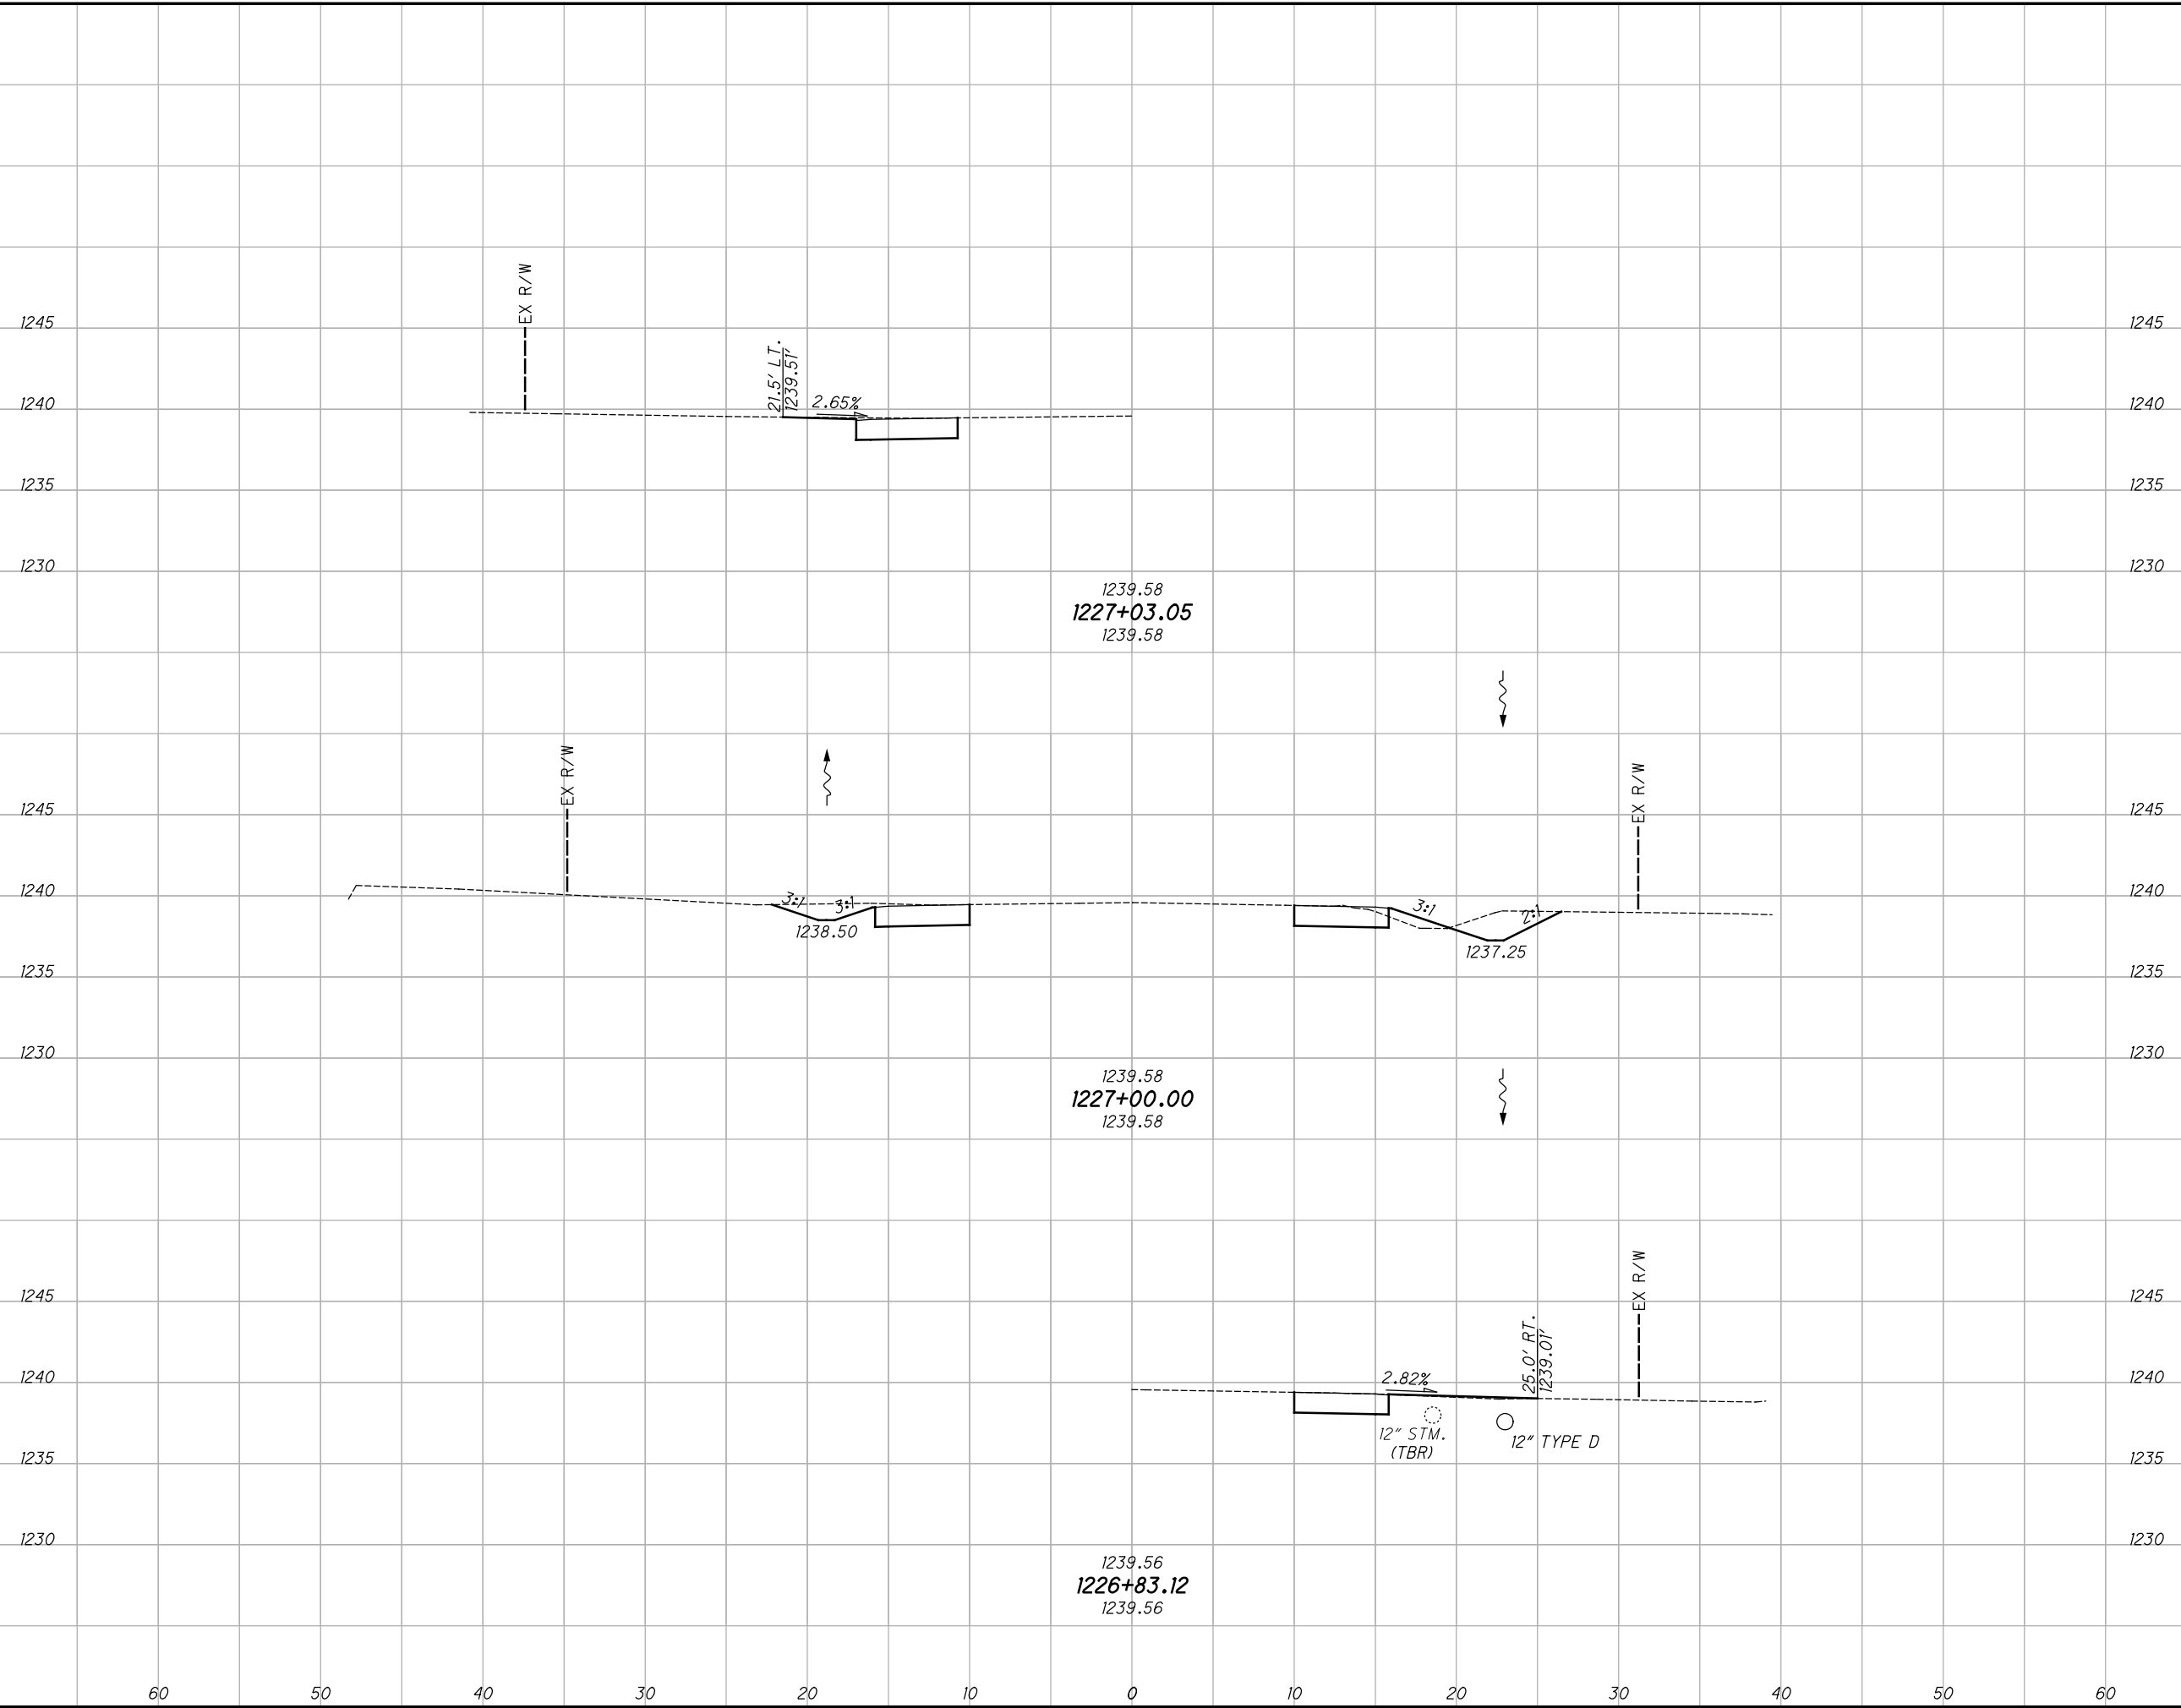 EX R/W
1245 1245
21.5' LT.
1239.51'
2.65%
1240 1240
1235 1235
1230 1230
1239.58
1227+03.05
1239.58
EX R/W
EX R/W
1245 1245
1240 1240
3:1 3:1 3:1 2:1
1238.50
1237.25
1235 1235
1230 1230
1239.58
1227+00.00
1239.58
EX R/W
1245 1245
25.0' RT.
1239.01'
2.82%
1240 1240
12" STM.
(TBR)
12" TYPE D
1235 1235
1230 1230
1239.56
1226+83.12
1239.56
60 50 40 30 20 10 0 10 20 30 40 50 60